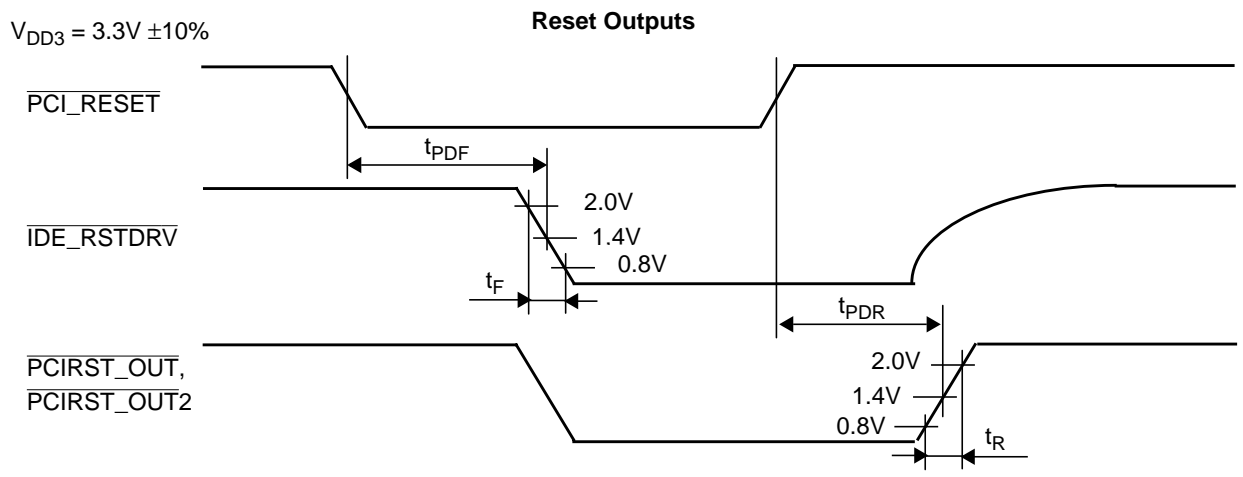 Reset Outputs
VDD3 = 3.3V ±10%
PCI_RESET
tPDF
2.0V
IDE_RSTDRV
1.4V
0.8V
tF
tPDR
PCIRST_OUT,
PCIRST_OUT2
2.0V
1.4V
0.8V
tR